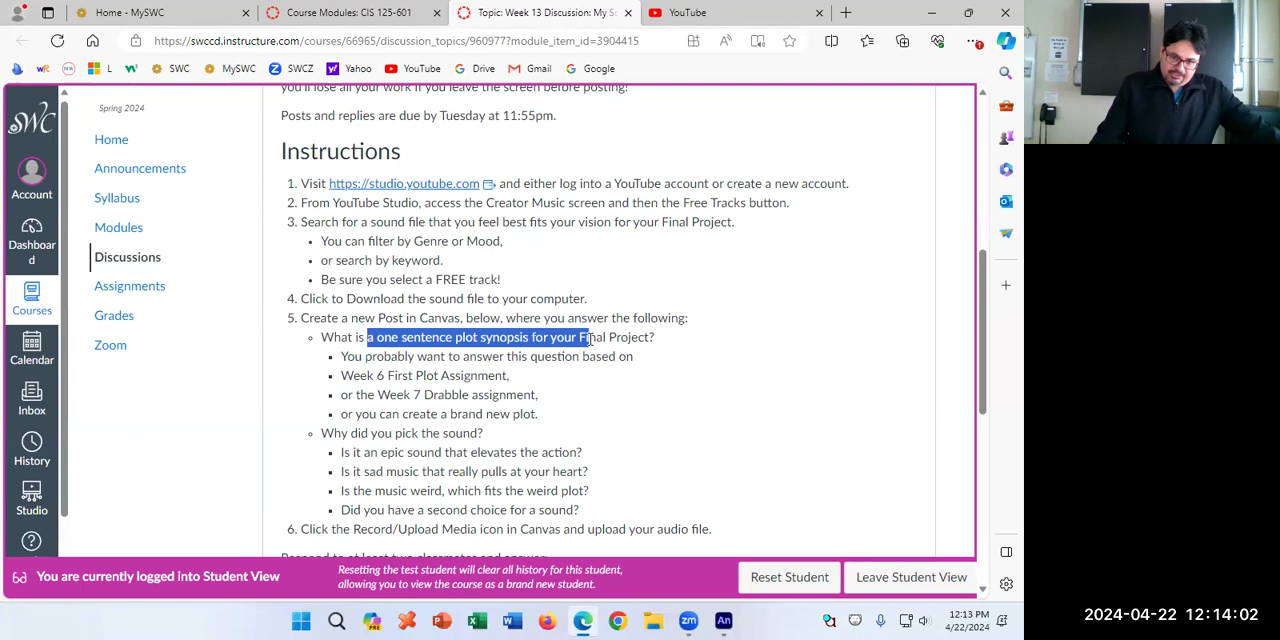 Home - MySWC
Course Modules: CIS 125-601
Topic: Week 13 Discussion: My S
YouTube
https://swccd.instructure.com/courses/66965/discussion_topics/960977?module_item_id=3904415
L
SWC
MySWC
SWCZ
Yahoo
YouTube
Drive
Gmail
Google
SWC
Account
Dashboar
d
Courses
Calendar
Inbox
History
Studio
Spring 2024
Home
Announcements
Syllabus
Modules
Discussions
Assignments
Grades
Zoom
you'll lose all your work if you leave the screen before posting!
Posts and replies are due by Tuesday at 11:55pm.
Instructions
1. Visit https://studio.youtube.com and either log into a YouTube account or create a new account.
2. From YouTube Studio, access the Creator Music screen and then the Free Tracks button.
3. Search for a sound file that you feel best fits your vision for your Final Project.
• You can filter by Genre or Mood,
• or search by keyword.
• Be sure you select a FREE track!
4. Click to Download the sound file to your computer.
5. Create a new Post in Canvas, below, where you answer the following:
◦ What is a one sentence plot synopsis for your Final Project?
▪ You probably want to answer this question based on
▪ Week 6 First Plot Assignment,
▪ or the Week 7 Drabble assignment,
▪ or you can create a brand new plot.
◦ Why did you pick the sound?
▪ Is it an epic sound that elevates the action?
▪ Is it sad music that really pulls at your heart?
▪ Is the music weird, which fits the weird plot?
▪ Did you have a second choice for a sound?
6. Click the Record/Upload Media icon in Canvas and upload your audio file.
Respond to at least two classmates and answer:
You are currently logged into Student View
Resetting the test student will clear all history for this student,
allowing you to view the course as a brand new student.
Reset Student
Leave Student View
12:13 PM
4/22/2024
2024-04-22 12:14:02